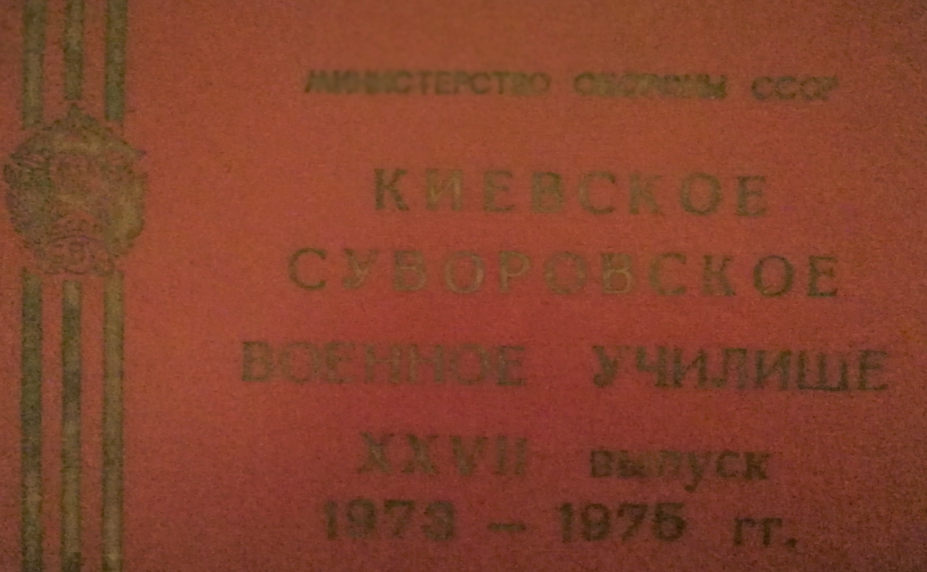 МИНИСТЕРСТВО ОБОРОНЫ СССР
КИЕВСКОЕ
СУВОРОВСКОЕ
ВОЕННОЕ УЧИЛИЩЕ
XXVII выпуск
1973 – 1975 гг.